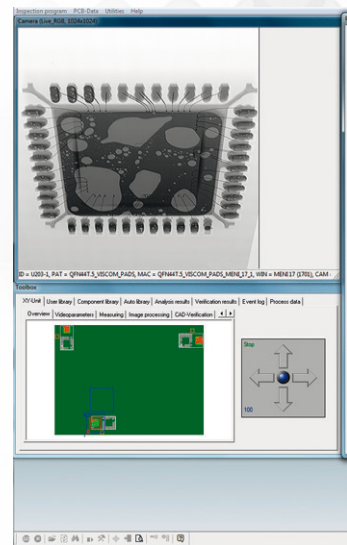 Inspection program PCB-Data Utilities Help
Camera (Live_RGB, 1024x1024)
ID = U203-1, PAT = QFN44T.5_VISCOM_PADS, MAC = QFN44T.5_VISCOM_PADS_MENI_17_1, WIN = MENI17 (1701), CAM
Toolbox
XY-Unit User library Component library Auto library Analysis results Verification results Event log Process data
Overview Videoparameters Measuring Image processing CAD-Verification
Stop
100